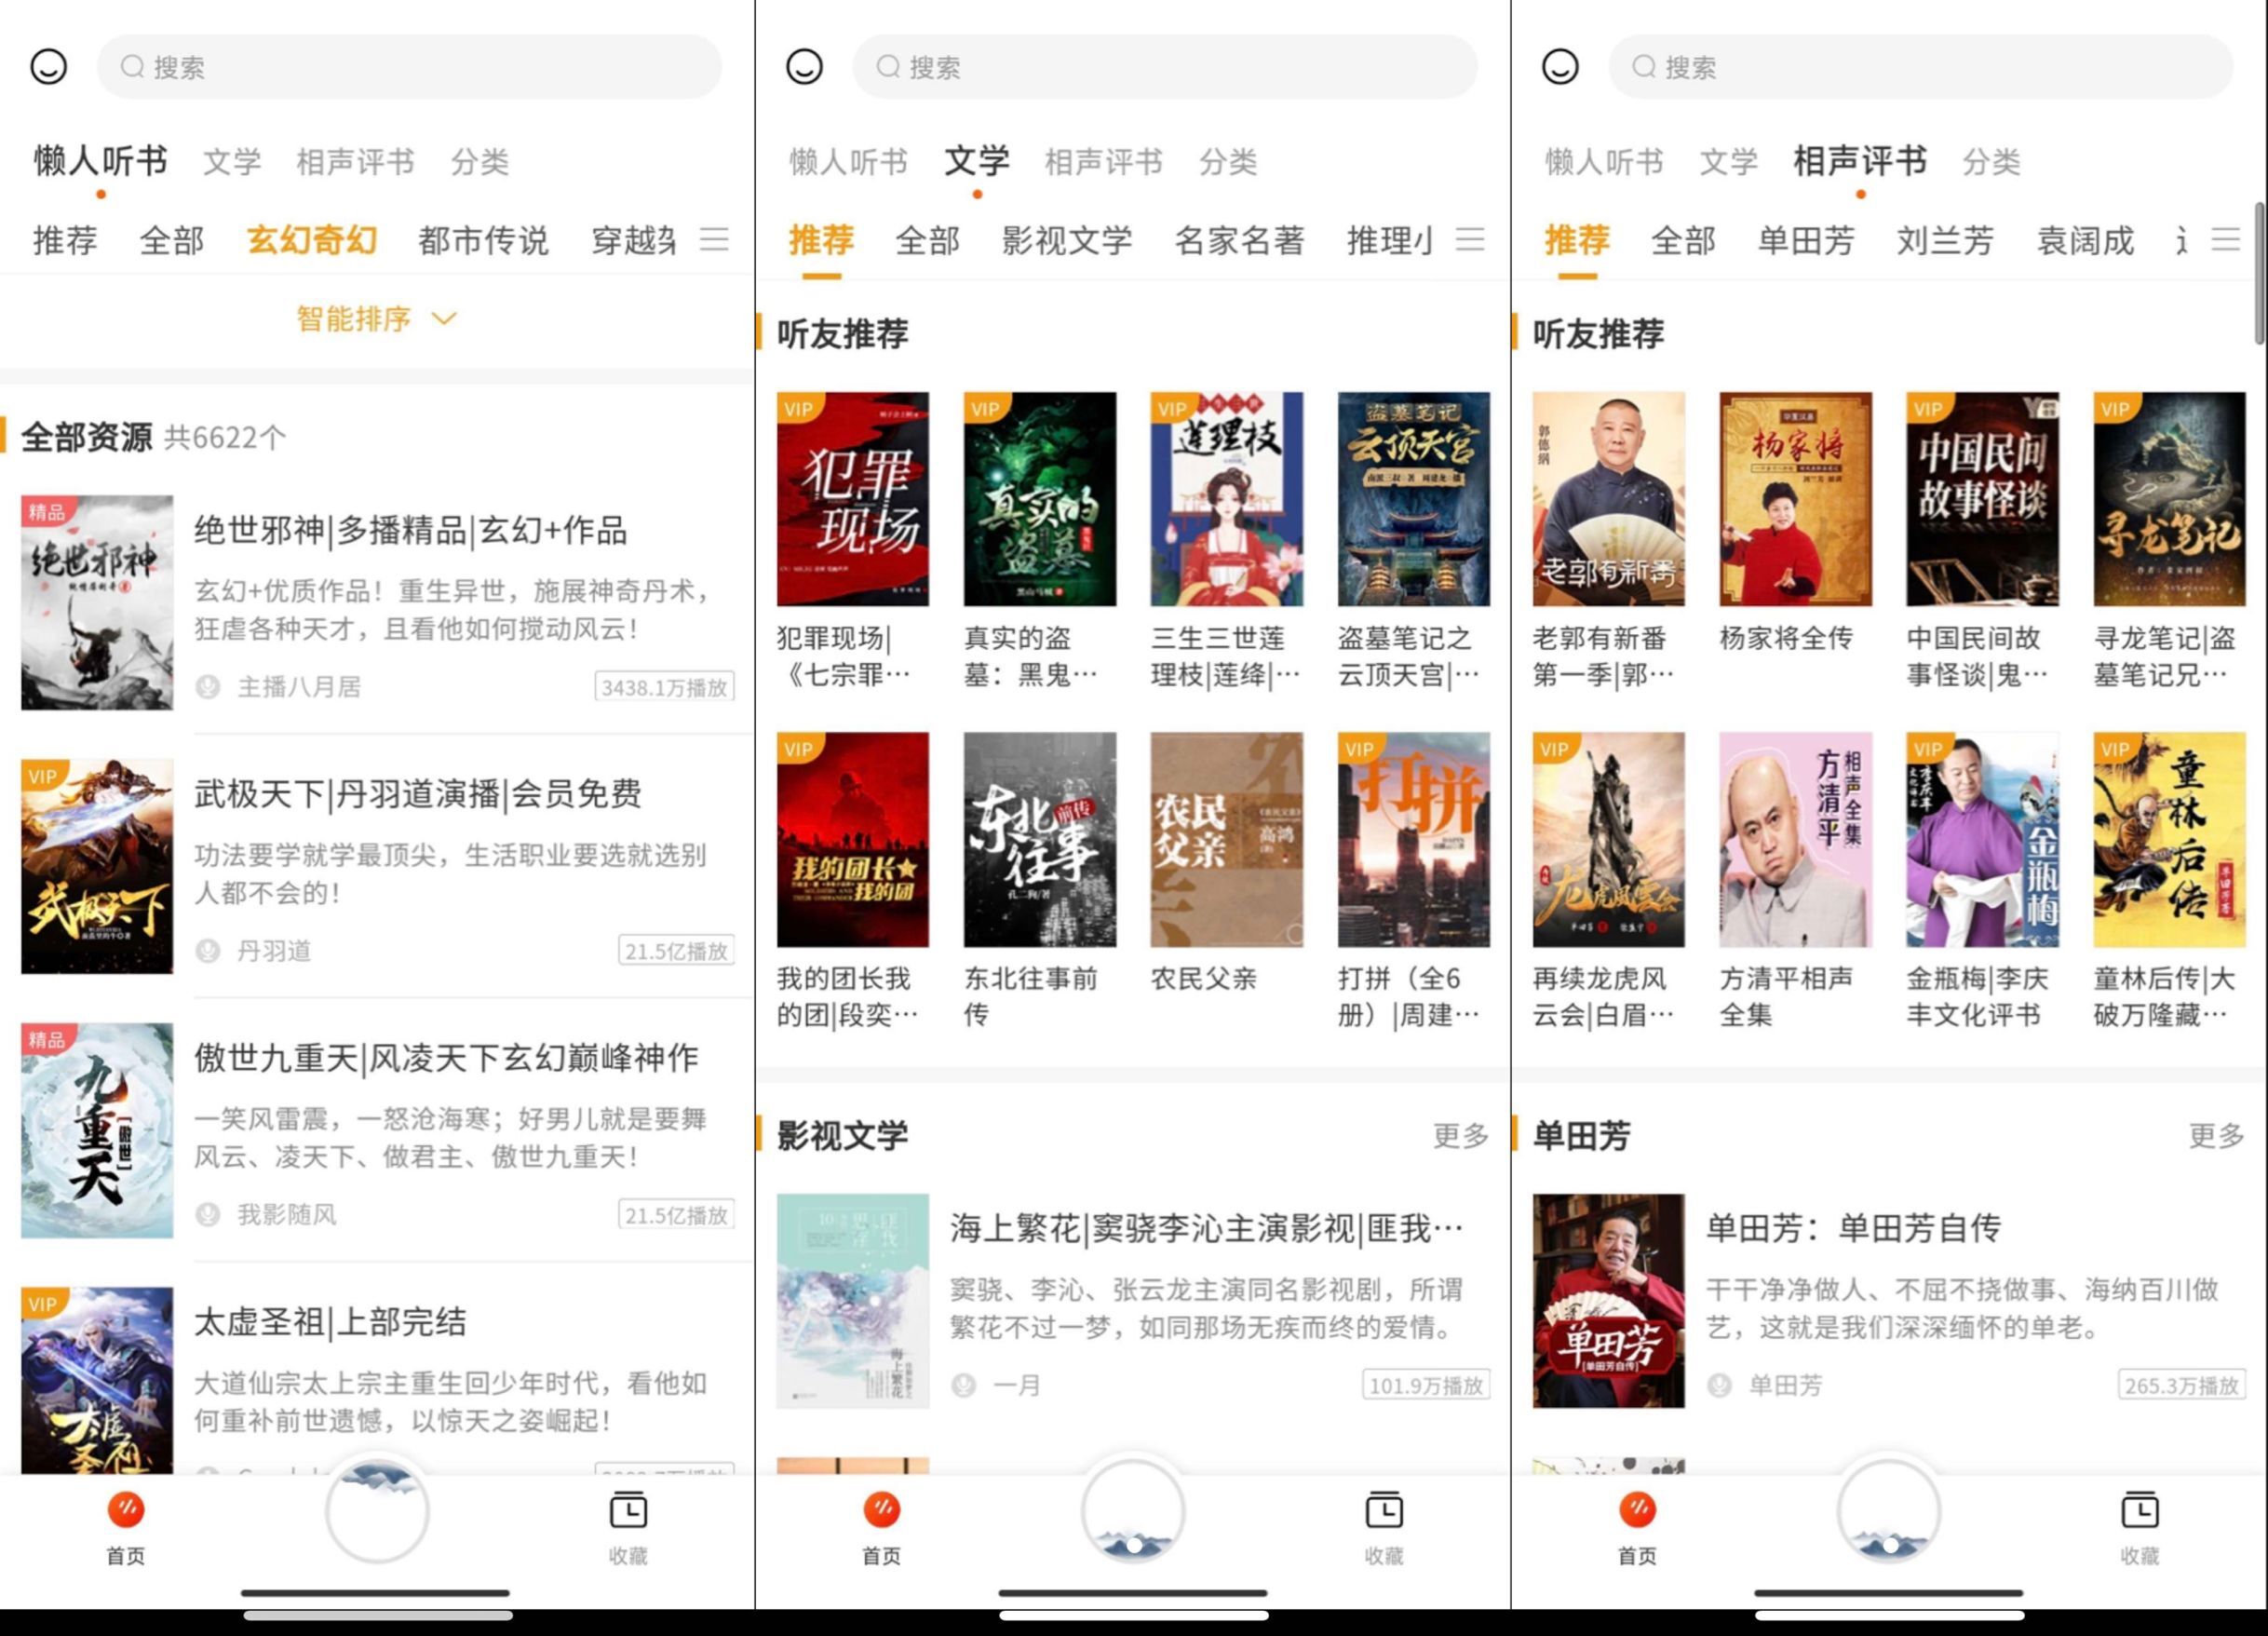 搜索
懒人听书 文学 相声评书 分类
推荐 全部 玄幻奇幻 都市传说 穿越
智能排序
全部资源 共6622个
精品
绝世邪神
绝世邪神|多播精品|玄幻+作品
玄幻+优质作品！重生异世，施展神奇丹术，
狂虐各种天才，且看他如何搅动风云！
主播八月居 3438.1万播放
VIP
武极天下
武极天下|丹羽道演播|会员免费
功法要学就学最顶尖，生活职业要选就选别
人都不会的！
丹羽道 21.5亿播放
精品
九重天
[傲世]
傲世九重天|风凌天下玄幻巅峰神作
一笑风雷震，一怒沧海寒；好男儿就是要舞
风云、凌天下、做君主、傲世九重天！
我影随风 21.5亿播放
VIP
太虚圣祖
太虚圣祖|上部完结
大道仙宗太上宗主重生回少年时代，看他如
何重补前世遗憾，以惊天之姿崛起！
首页 收藏
搜索
懒人听书 文学 相声评书 分类
推荐 全部 影视文学 名家名著 推理小
听友推荐
VIP
犯罪
现场
VIP
真实的
盗墓
VIP
莲理枝
盗墓笔记
云顶天宫
犯罪现场|
《七宗罪…
真实的盗
墓：黑鬼…
三生三世莲
理枝|莲绛|…
盗墓笔记之
云顶天宫|…
VIP
我的团长
我的团
东北
往事
前传
孔二狗/著
农民
父亲
高鸿
VIP
打拼
我的团长我
的团|段奕…
东北往事前
传
农民父亲
打拼（全6
册）|周建…
影视文学 更多
海上繁花
海上繁花|窦骁李沁主演影视|匪我…
窦骁、李沁、张云龙主演同名影视剧，所谓
繁花不过一梦，如同那场无疾而终的爱情。
一月 101.9万播放
首页 收藏
搜索
懒人听书 文学 相声评书 分类
推荐 全部 单田芳 刘兰芳 袁阔成
听友推荐
郭德纲
老郭有新番
杨家将
VIP
中国民间
故事怪谈
VIP
寻龙笔记
老郭有新番
第一季|郭…
杨家将全传
中国民间故
事怪谈|鬼…
寻龙笔记|盗
墓笔记兄…
VIP
龙虎风云会
相声全集
方清平
VIP
金瓶梅
VIP
童林后传
再续龙虎风
云会|白眉…
方清平相声
全集
金瓶梅|李庆
丰文化评书
童林后传|大
破万隆藏…
单田芳 更多
单田芳
[单田芳自传]
单田芳：单田芳自传
干干净净做人、不屈不挠做事、海纳百川做
艺，这就是我们深深缅怀的单老。
单田芳 265.3万播放
首页 收藏